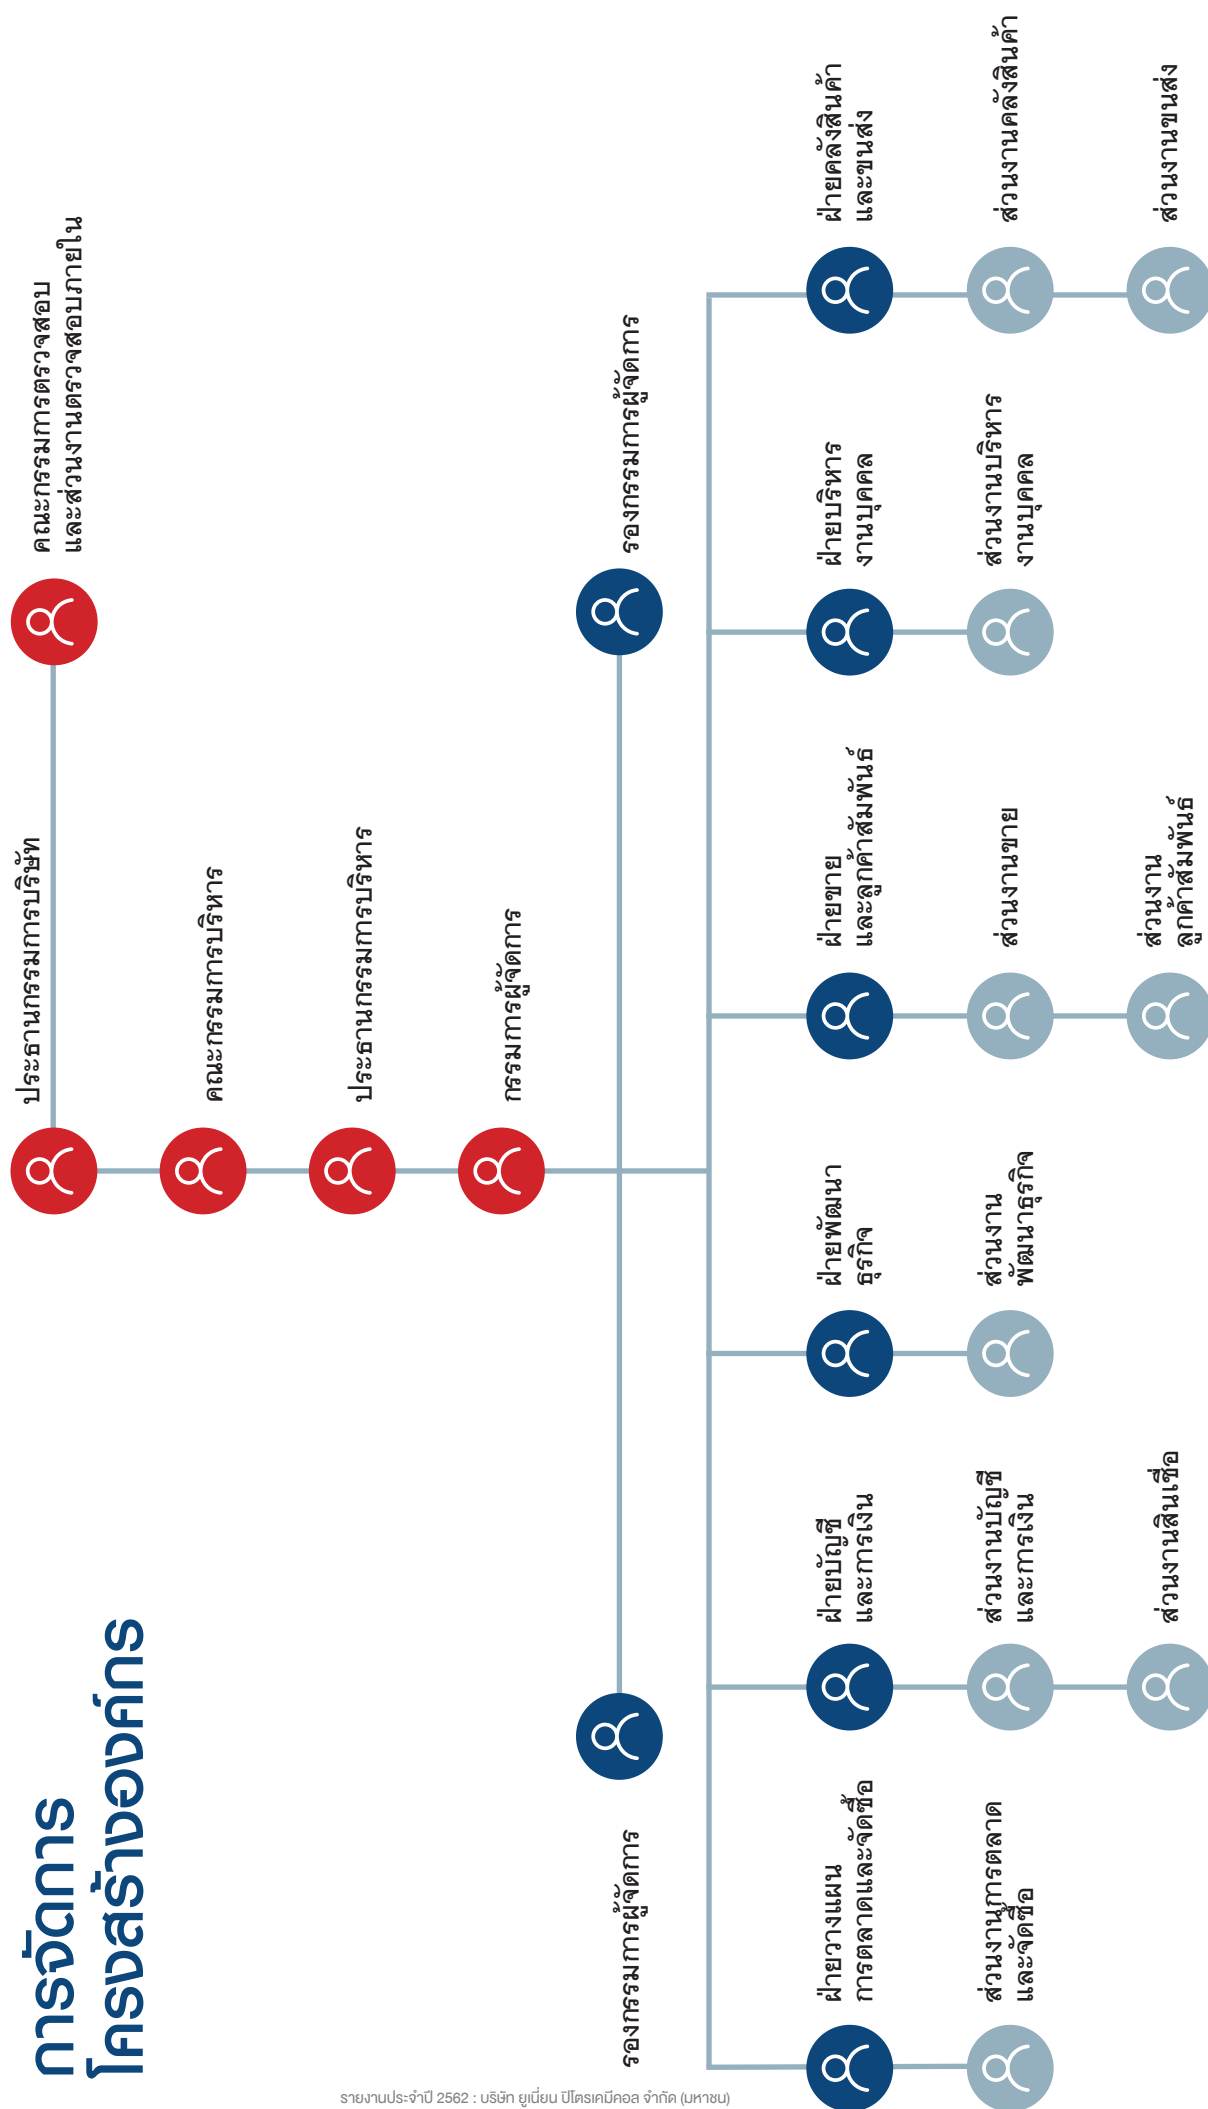 การจัดการ
โครงสร้างองค์กร
ประธานกรรมการบริษัท
คณะกรรมการตรวจสอบ
และส่วนงานตรวจสอบภายใน
คณะกรรมการบริหาร
ประธานกรรมการบริหาร
กรรมการผู้จัดการ
รองกรรมการผู้จัดการ
รองกรรมการผู้จัดการ
ฝ่ายวางแผน
การตลาดและจัดซื้อ
ฝ่ายบัญชี
และการเงิน
ฝ่ายพัฒนา
ธุรกิจ
ฝ่ายขาย
และลูกค้าสัมพันธ์
ฝ่ายบริหาร
งานบุคคล
ฝ่ายคลังสินค้า
และขนส่ง
ส่วนงานการตลาด
และจัดซื้อ
ส่วนงานบัญชี
และการเงิน
ส่วนงาน
พัฒนาธุรกิจ
ส่วนงานขาย
ส่วนงานบริหาร
งานบุคคล
ส่วนงานคลังสินค้า
ส่วนงานสินเชื่อ
ส่วนงาน
ลูกค้าสัมพันธ์
ส่วนงานขนส่ง
รายงานประจำปี 2562 : บริษัท ยูเนี่ยน ปิโตรเคมีคอล จำกัด (มหาชน)